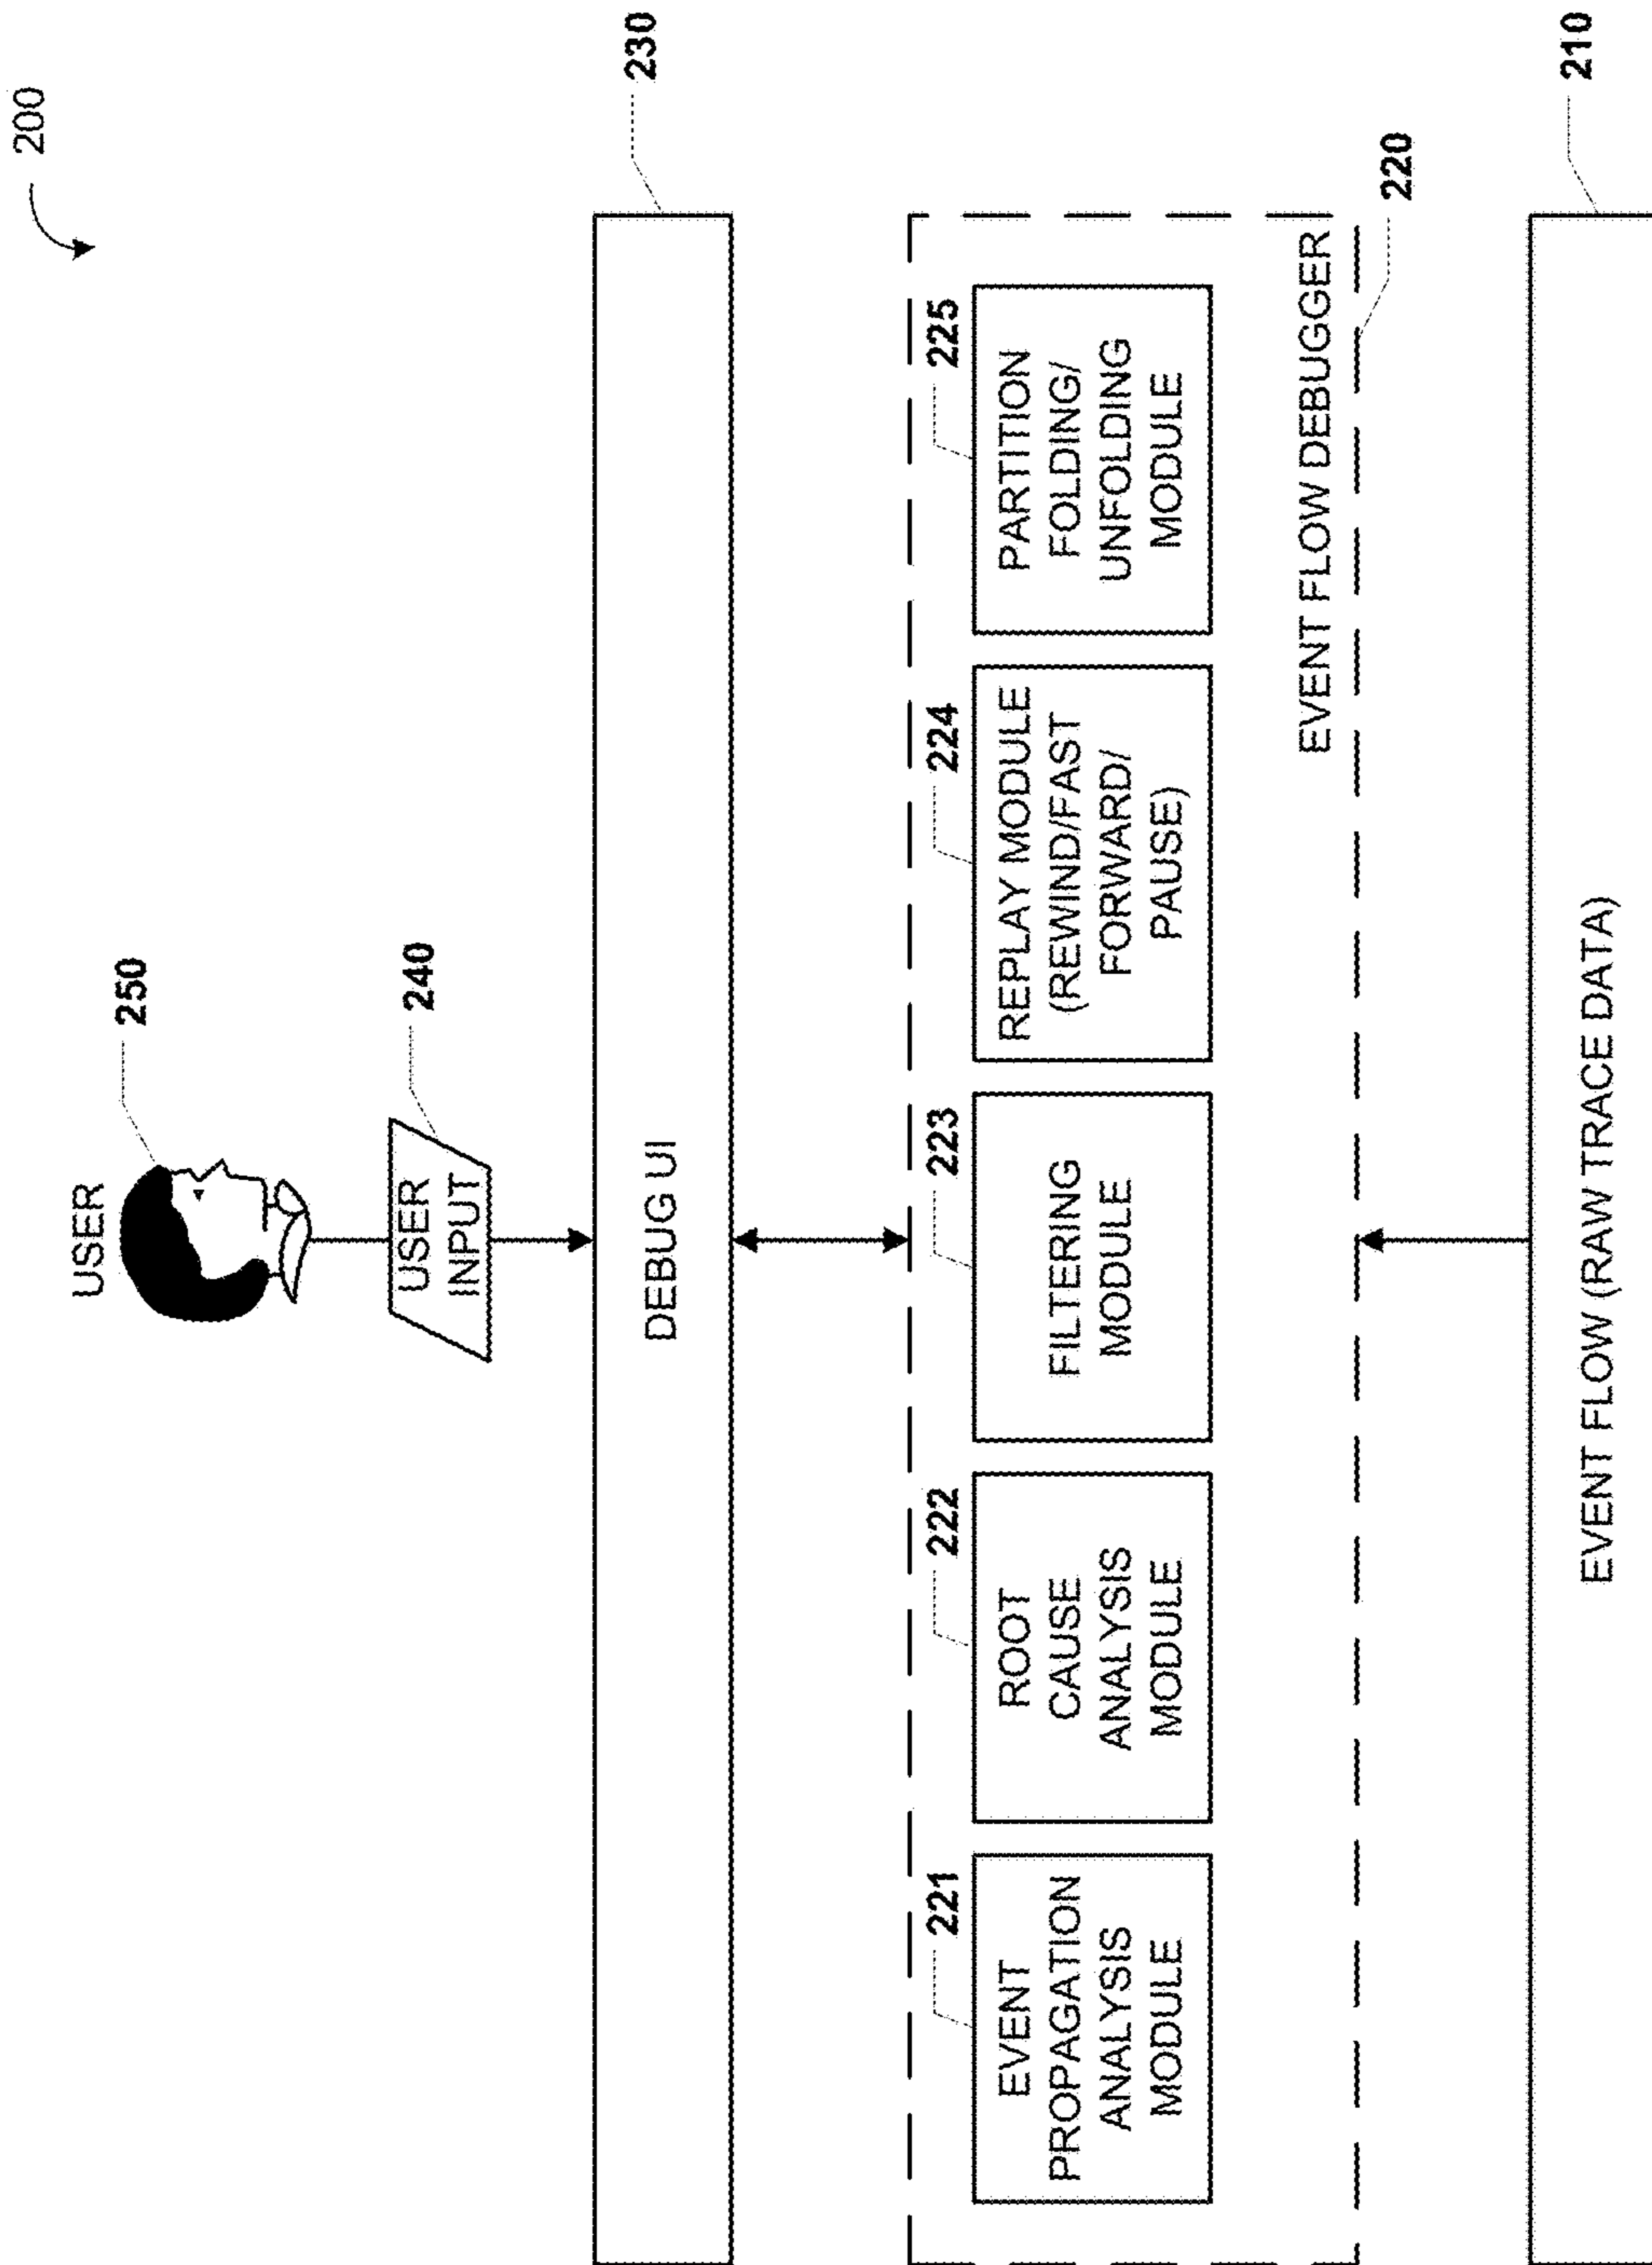 200
USER
250
USER
INPUT
240
DEBUG UI
230
221
EVENT
PROPAGATION
ANALYSIS
MODULE
222
ROOT
CAUSE
ANALYSIS
MODULE
223
FILTERING
MODULE
224
REPLAY MODULE
(REWIND/FAST
FORWARD/
PAUSE)
225
PARTITION
FOLDING/
UNFOLDING
MODULE
EVENT FLOW DEBUGGER
220
EVENT FLOW (RAW TRACE DATA)
210